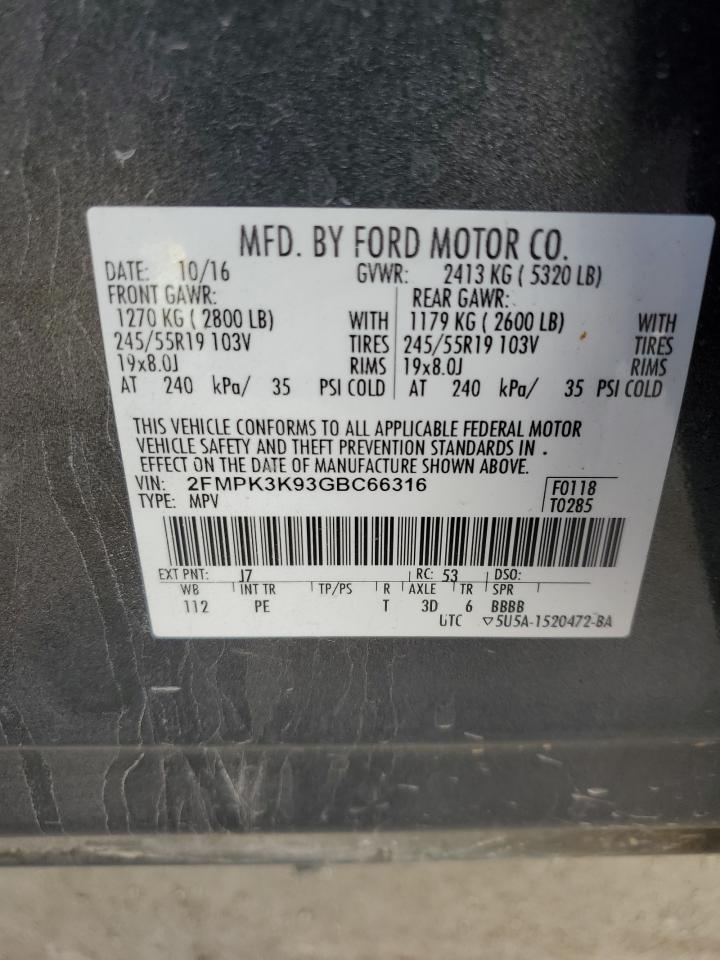 MFD. BY FORD MOTOR CO.
DATE: 10/16 GVWR: 2413 KG ( 5320 LB)
FRONT GAWR: REAR GAWR:
1270 KG ( 2800 LB) WITH 1179 KG ( 2600 LB) WITH
245/55R19 103V TIRES 245/55R19 103V TIRES
19x8.0J RIMS 19x8.0J RIMS
AT 240 kPa/ 35 PSI COLD AT 240 kPa/ 35 PSI COLD
THIS VEHICLE CONFORMS TO ALL APPLICABLE FEDERAL MOTOR
VEHICLE SAFETY AND THEFT PREVENTION STANDARDS IN
EFFECT ON THE DATE OF MANUFACTURE SHOWN ABOVE.
VIN: 2FMPK3K93GBC66316 F0118
TYPE: MPV T0285
EXT PNT: J7 RC: 53 DSO:
WB INT TR TP/PS R AXLE TR SPR
112 PE T 3D 6 BBBB
UTC ▽5U5A-1520472-BA